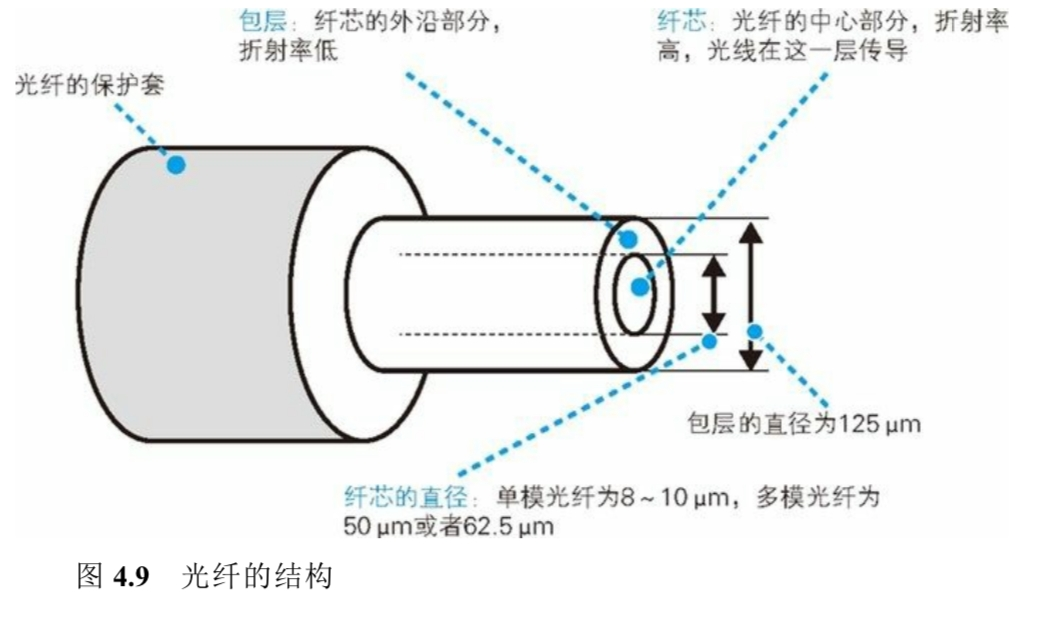 包层：纤芯的外沿部分，
折射率低
纤芯：光纤的中心部分，折射率
高，光线在这一层传导
光纤的保护套
包层的直径为125 μm
纤芯的直径：单模光纤为8～10 μm，多模光纤为
50 μm或者62.5 μm
图 4.9 光纤的结构